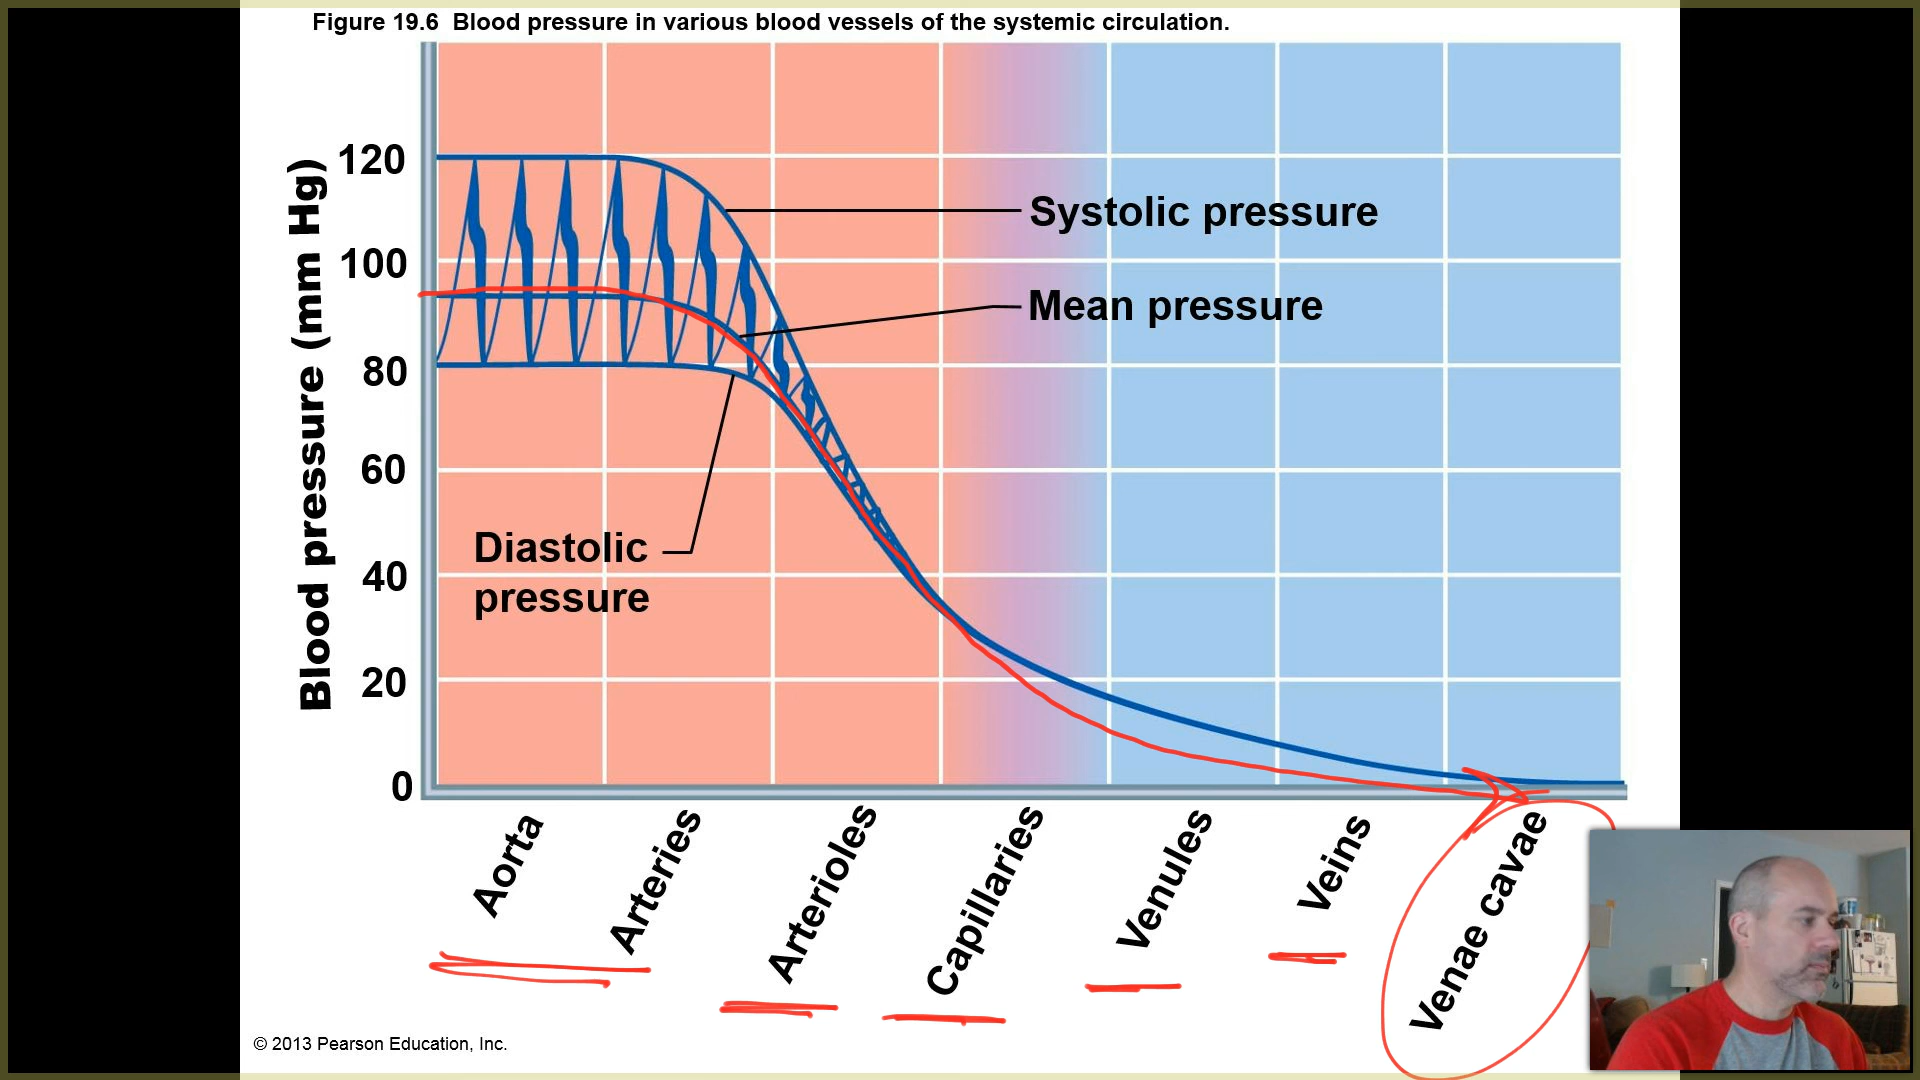 Figure 19.6  Blood pressure in various blood vessels of the systemic circulation.
Blood pressure (mm Hg)
120
100
80
60
40
20
0
Systolic pressure
Mean pressure
Diastolic
pressure
Aorta
Arteries
Arterioles
Capillaries
Venules
Veins
Venae cavae
© 2013 Pearson Education, Inc.